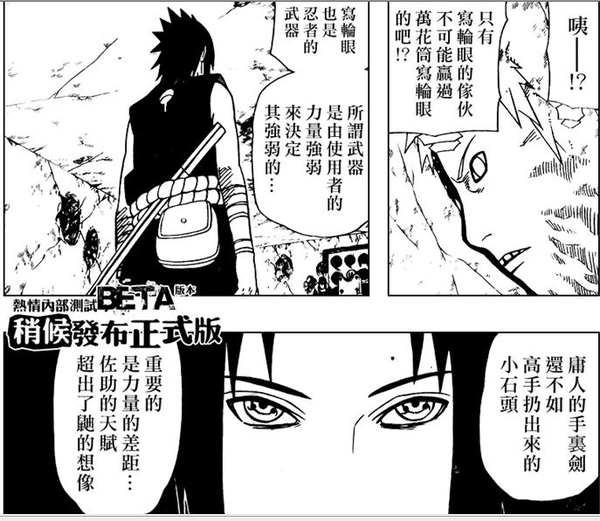 咦──!?
只有
寫輪眼的傢伙
不可能贏過
萬花筒寫輪眼
的吧!?
所謂武器
是由使用者的
力量強弱
來決定
其強弱的…
寫輪眼
也是
忍者的
武器
熱情內部測試BETA版本
稍候發布正式版
庸人的手裏劍
還不如
高手扔出來的
小石頭
重要的
是力量的差距…
佐助的天賦
超出了鼬的想像